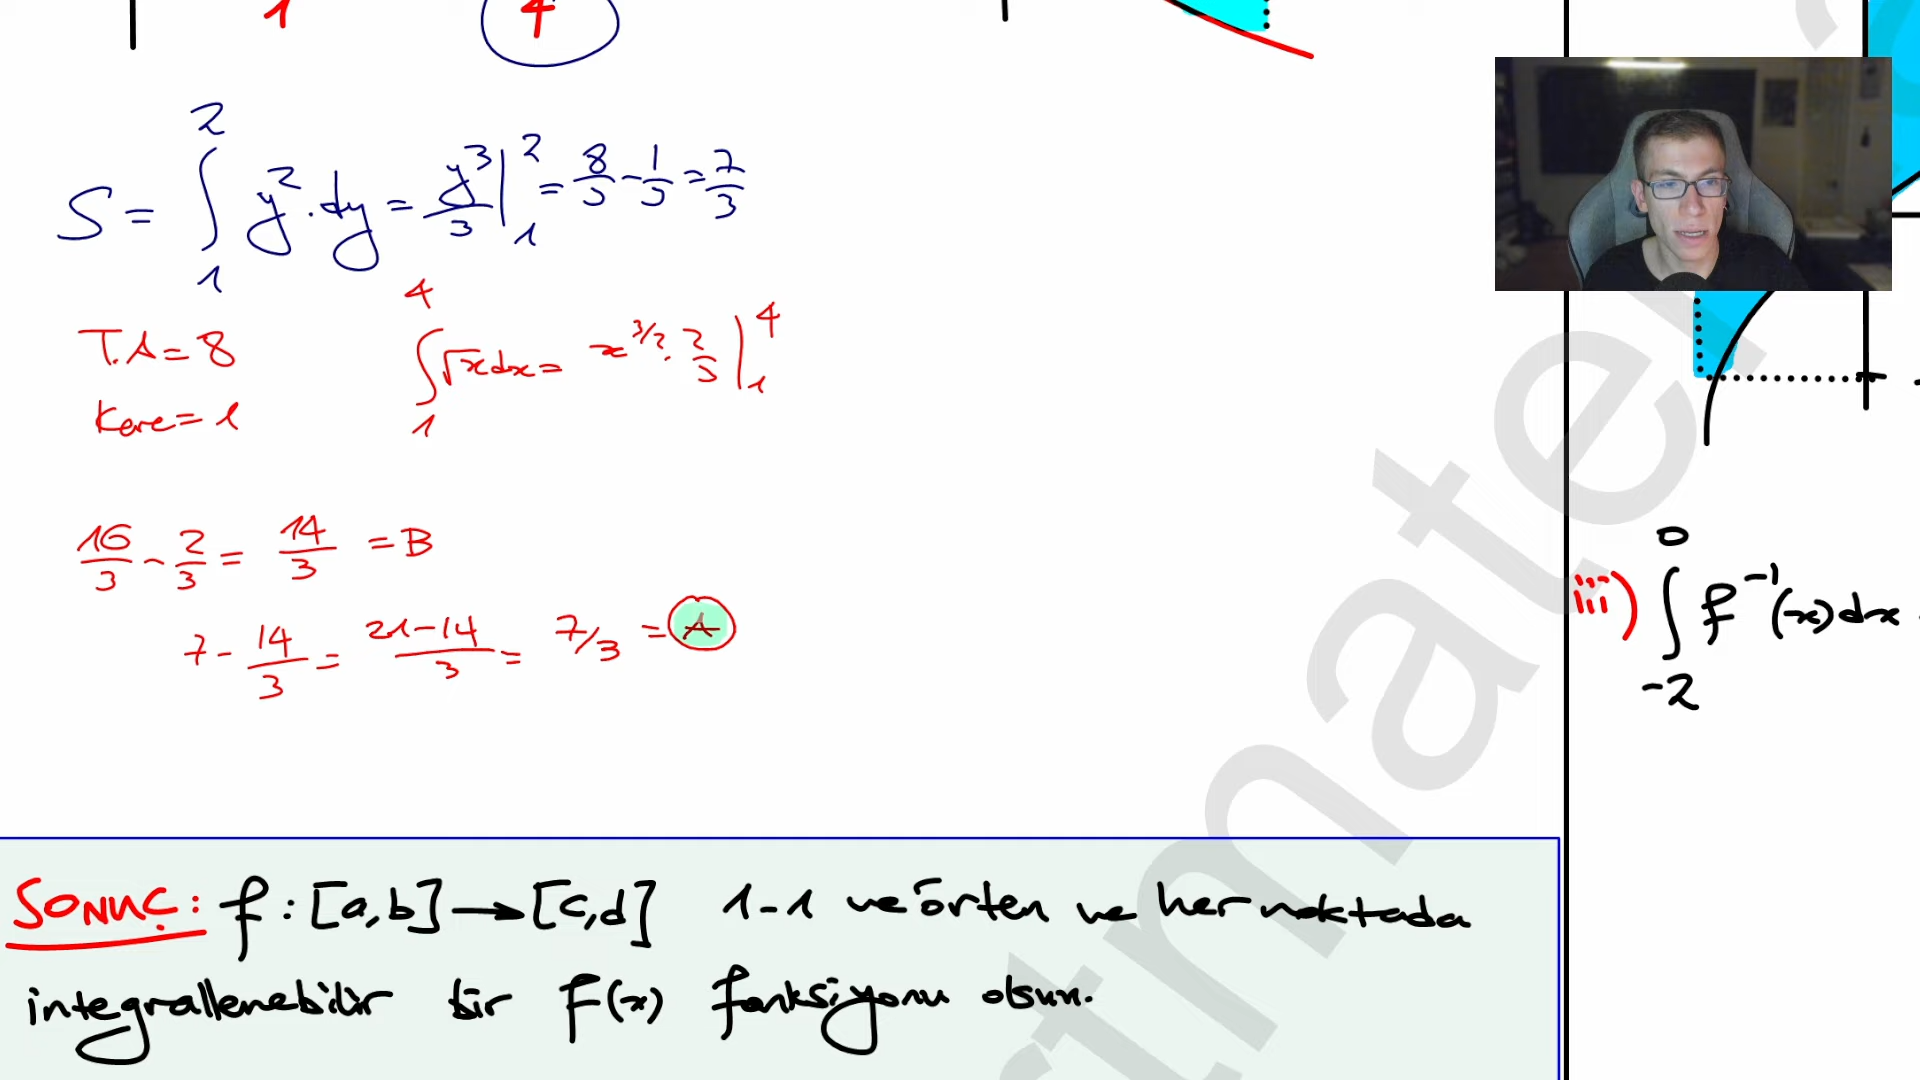 1 4
S = ∫₁² y² · dy = y³/3 |₁² = 8/3 - 1/3 = 7/3
T.A = 8
∫₁⁴ √x dx = x^(3/2) · 2/3 |₁⁴
Kare = 1
16/3 - 2/3 = 14/3 = B
7 - 14/3 = (21-14)/3 = 7/3 = A
iii) ∫₋₂⁰ f⁻¹(x) dx
SONUÇ: f : [a,b] → [c,d] 1-1 ve örten ve her noktada
integrallenebilir bir F(x) fonksiyonu olsun.